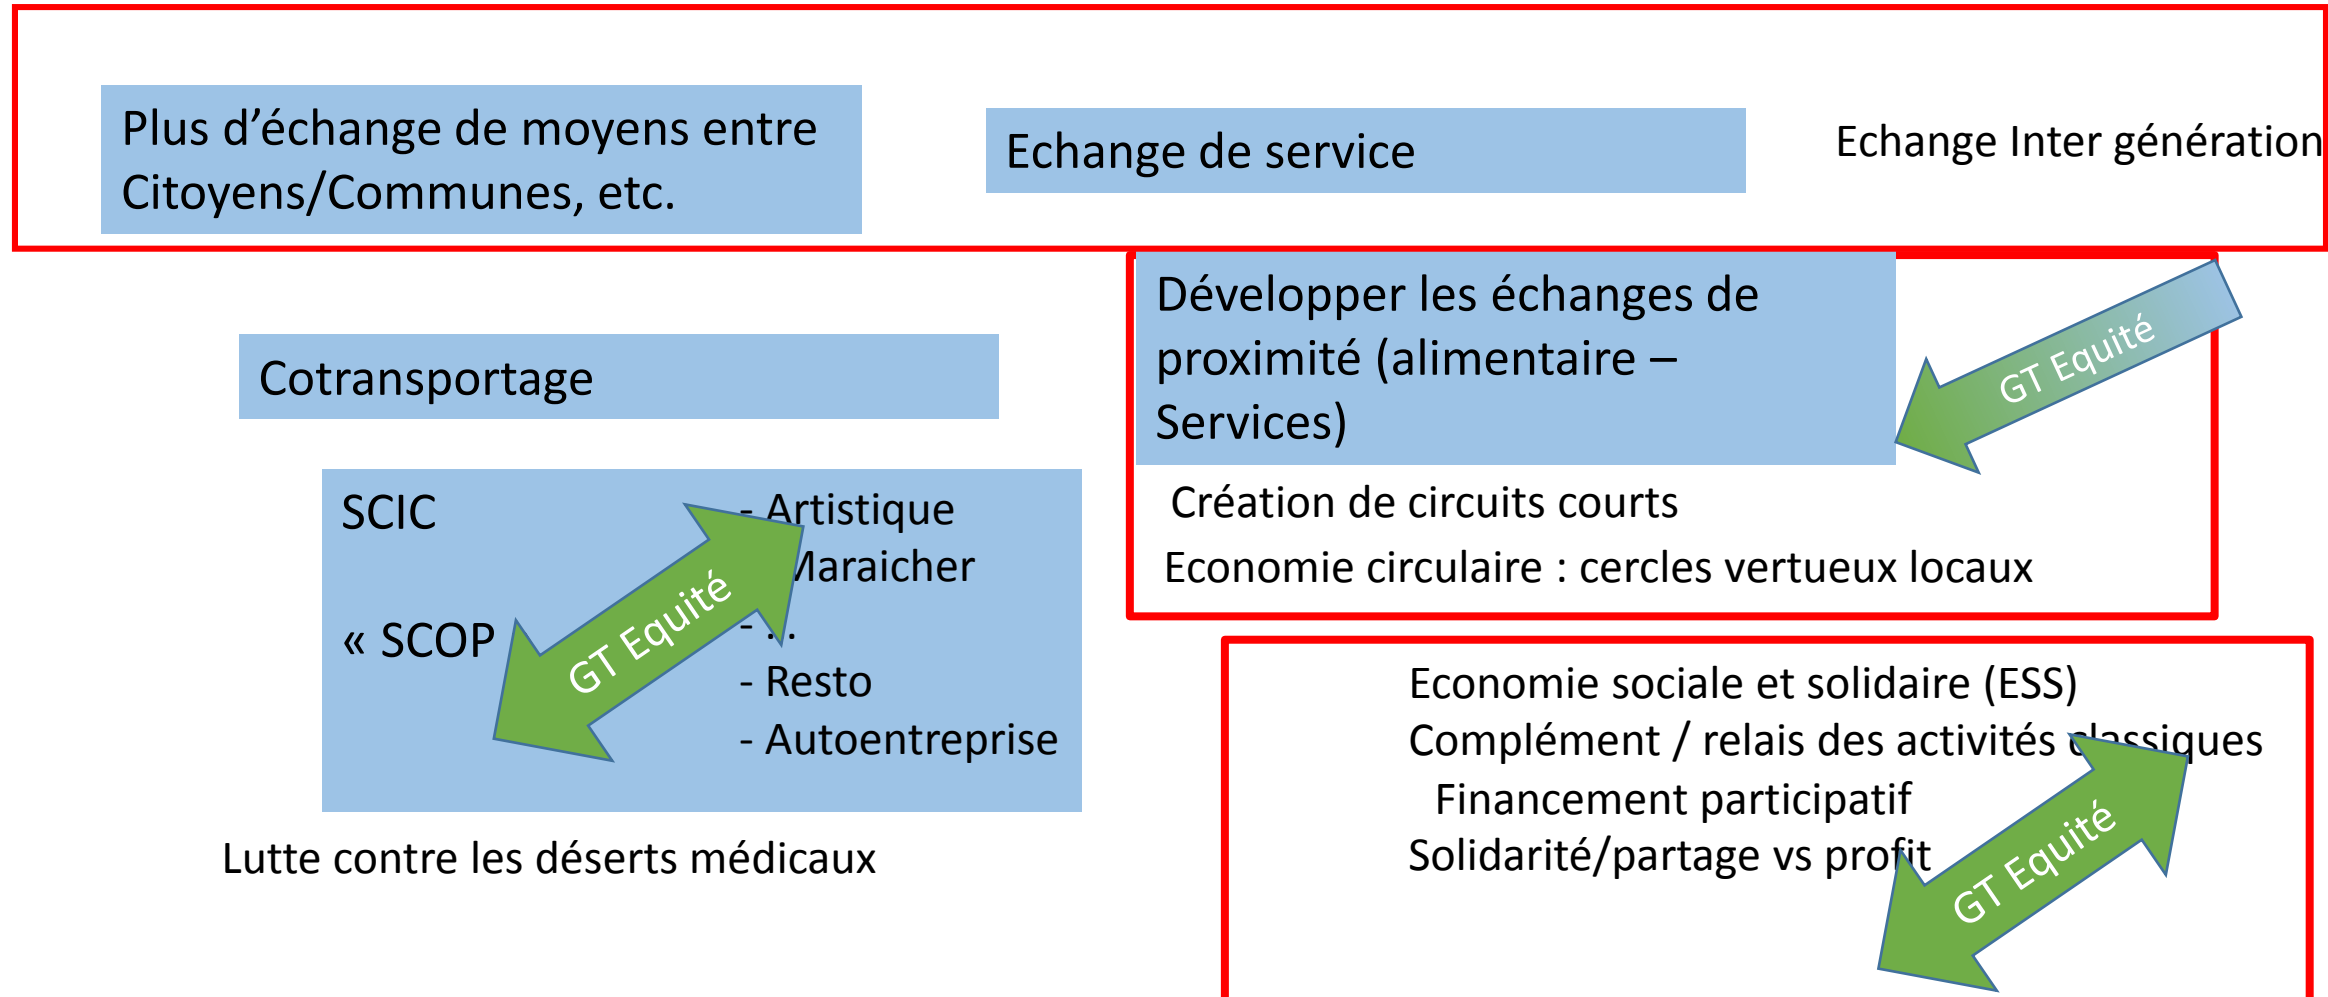 Plus d’échange de moyens entre
Citoyens/Communes, etc.
Echange de service
Echange Inter génération
Développer les échanges de
proximité (alimentaire –
Services)
GT Equité
Création de circuits courts
Economie circulaire : cercles vertueux locaux
Cotransportage
SCIC
« SCOP
GT Equité
- Artistique
Maraicher
- ..
- Resto
- Autoentreprise
Lutte contre les déserts médicaux
Economie sociale et solidaire (ESS)
Complément / relais des activités classiques
Financement participatif
Solidarité/partage vs profit
GT Equité